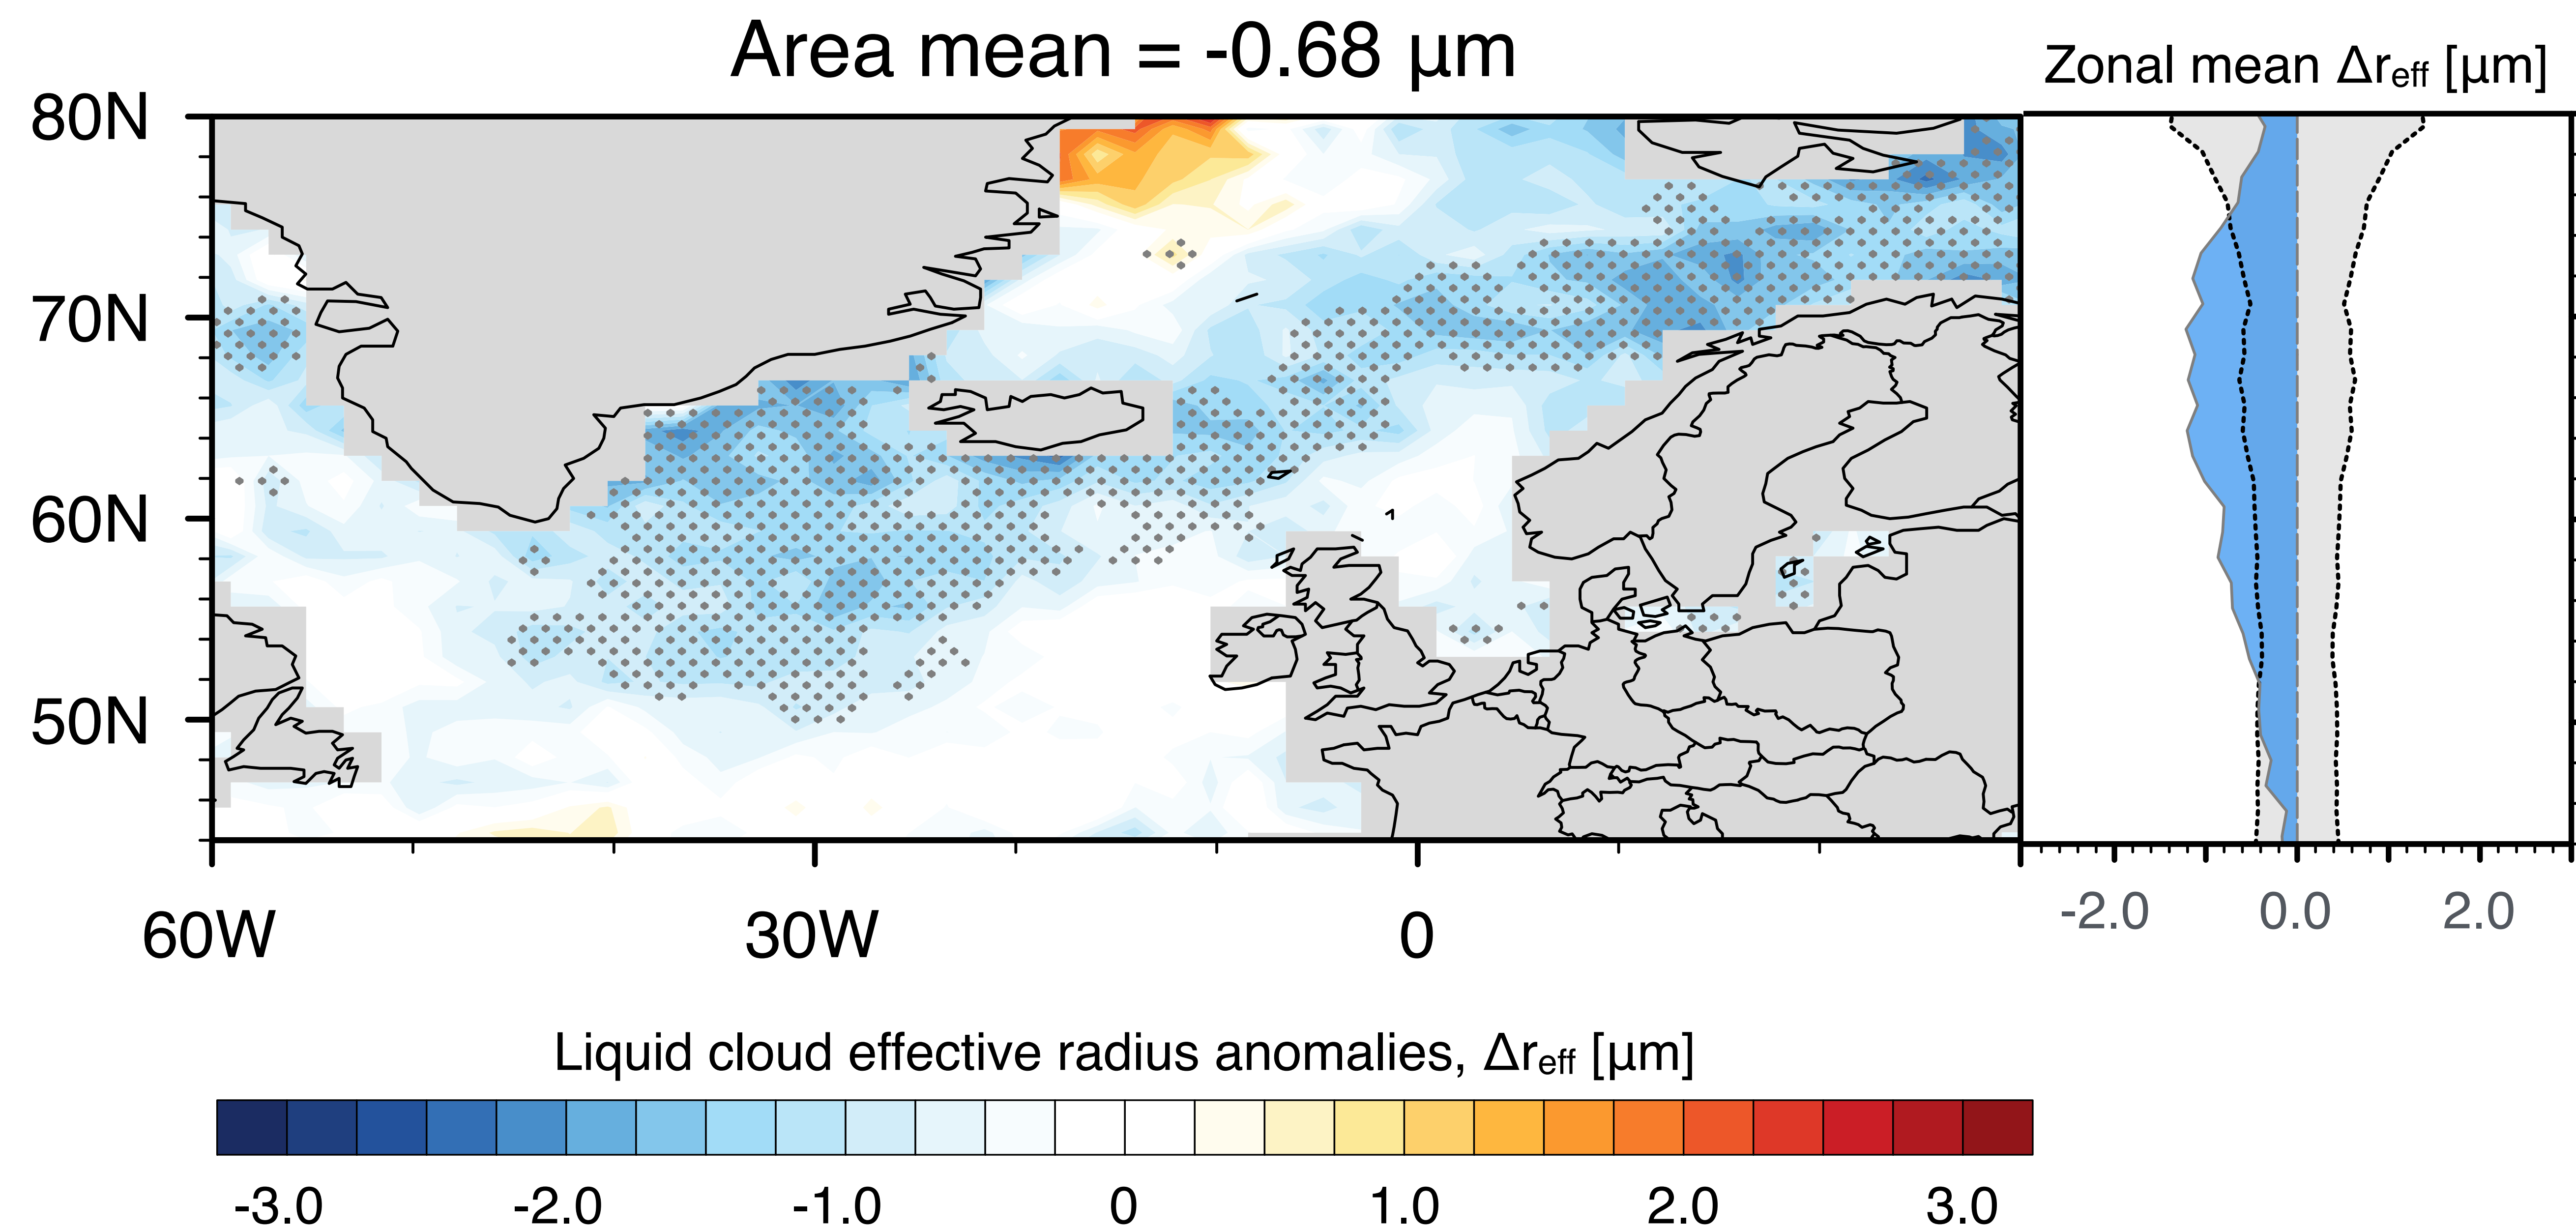 Area mean = -0.68 µm
Zonal mean Δreff [µm]
80N
70N
60N
50N
60W
30W
0
-2.0
0.0
2.0
Liquid cloud effective radius anomalies, Δreff [µm]
-3.0
-2.0
-1.0
0
1.0
2.0
3.0